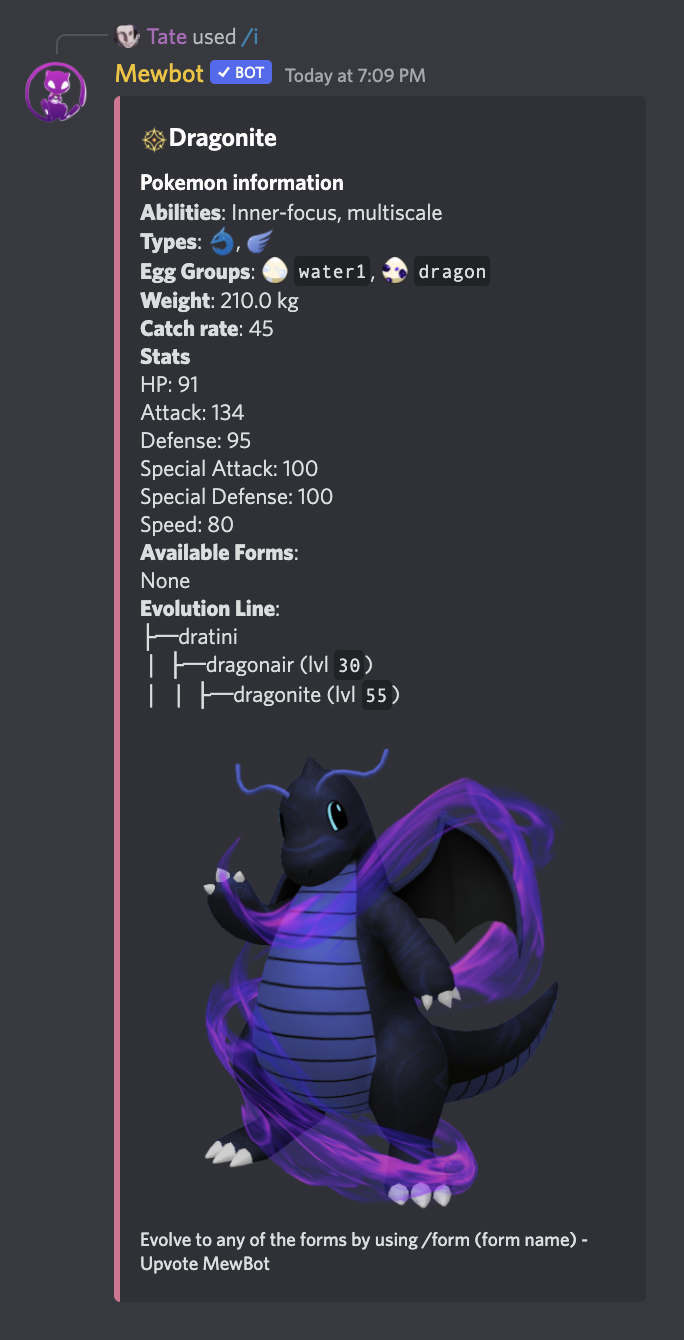 Tate used /i
Mewbot ✓ BOT Today at 7:09 PM
Dragonite
Pokemon information
Abilities: Inner-focus, multiscale
Types: ,
Egg Groups: water1, dragon
Weight: 210.0 kg
Catch rate: 45
Stats
HP: 91
Attack: 134
Defense: 95
Special Attack: 100
Special Defense: 100
Speed: 80
Available Forms:
None
Evolution Line:
├─dratini
│ ├─dragonair (lvl 30)
│ │ ├─dragonite (lvl 55)
Evolve to any of the forms by using /form (form name) -
Upvote MewBot